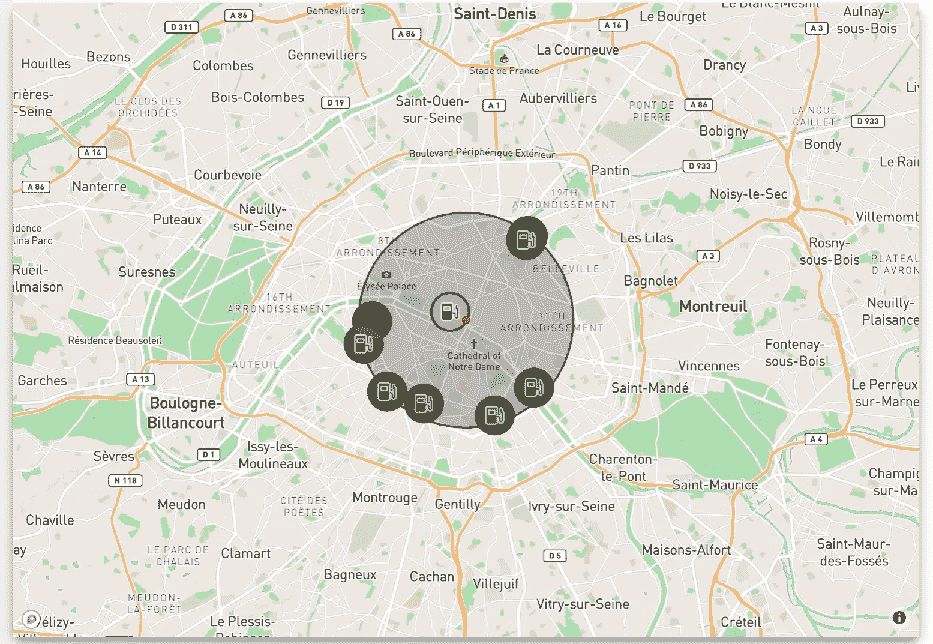 Saint-Denis
Gennevilliers
A 86
D 311
A 86
A 16
Le Bourget
Le Blanc-Mesnil
Aulnay-
sous-Bois
A 3
Houilles
Bezons
Colombes
Gennevilliers
La Courneuve
Stade de France
Drancy
rières-
-Seine
LE CLOS DES
ORCHIDÉES
Bois-Colombes
D 19
Saint-Ouen-
sur-Seine
A 1
Aubervilliers
PONT DE
PIERRE
A 86
LA NOUE
CAILLET
D 933
Bobigny
Bondy
A 14
Boulevard Périphérique Extérieur
Pantin
D 933
Le Rai
A 86
Nanterre
Courbevoie
Puteaux
Neuilly-
sur-Seine
19TH
ARRONDISSEMENT
Noisy-le-Sec
Villemomb
idence
una Parc
8TH
ARRONDISSEMENT
Les Lilas
Rosny-
sous-Bois
Rueil-
lmaison
Suresnes
Elysée Palace
BELLEVILLE
A 3
PLATEAU
D'AVRON
Bagnolet
16TH
ARRONDISSEMENT
11TH
ARRONDISSEMENT
Montreuil
Neuilly-
Plaisance
Résidence Beausoleil
Cathedral of
Notre Dame
Fontenay-
sous-Bois
AUTEUIL
Vincennes
Garches
A 13
Saint-Mandé
Le Perreux
sur-Marne
Boulogne-
Billancourt
A 4
Sèvres
D 1
Issy-les-
Moulineaux
Charenton-
le-Pont
Saint-Maurice
Champig
sur-Ma
N 118
Meudon
CITÉ DES
POÈTES
Montrouge
Gentilly
Ivry-sur-Seine
Chaville
ay
LE PARC DE
CHALAIS
Clamart
D 5
Maisons-Alfort
Saint-Maur-
des-Fossés
Bagneux
Cachan
Villejuif
MEUDON-
LA-FORÊT
Vitry-sur-Seine
Vélizy-
Le Plessis-
Robinson
Créteil